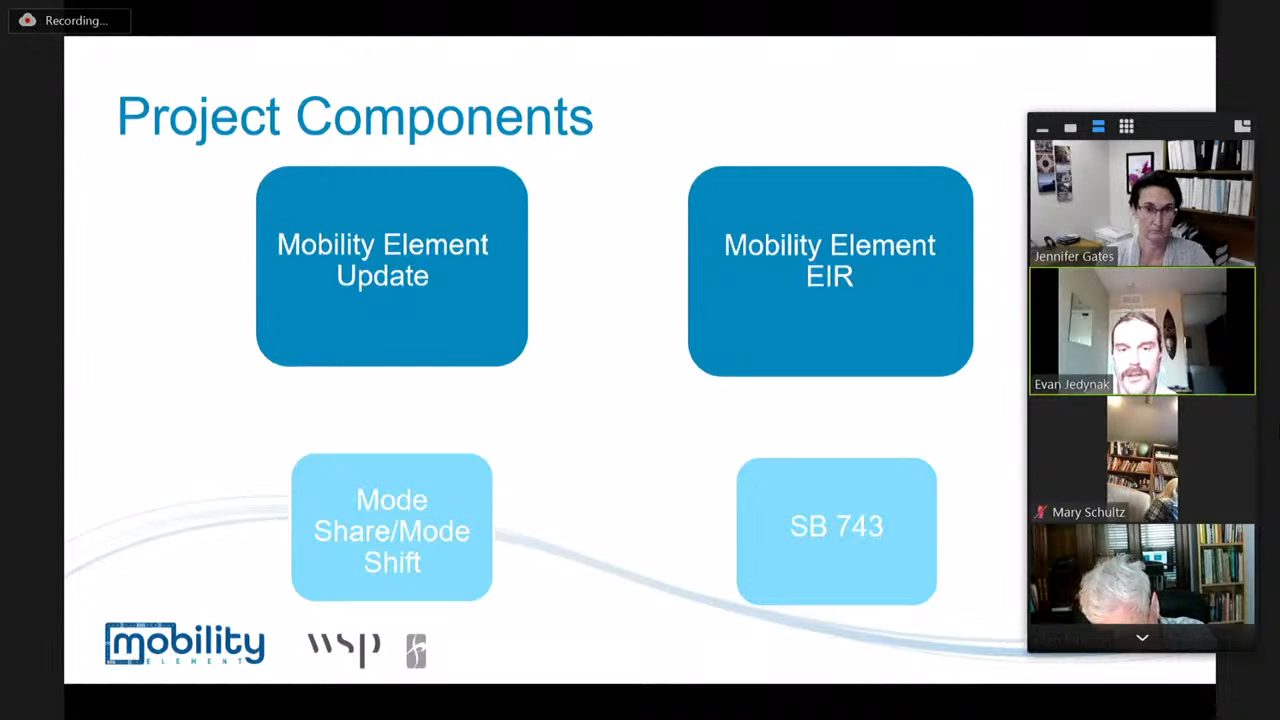 Recording...
Project Components
Mobility Element
Update
Mobility Element
EIR
Mode
Share/Mode
Shift
SB 743
mobility
ELEMENT
wsp
Jennifer Gates
Evan Jedynak
Mary Schultz